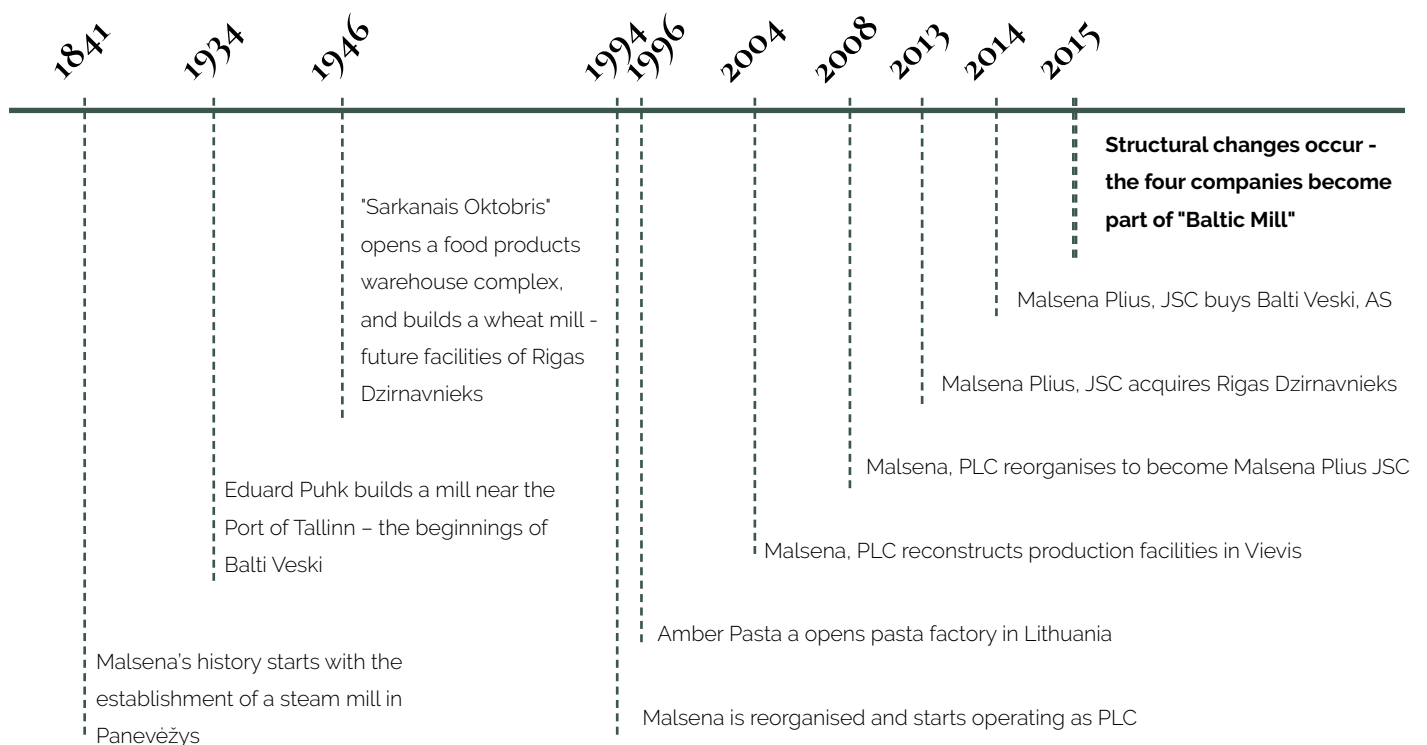 1841
1934
1946
1994
1996
2004
2008
2013
2014
2015
Structural changes occur -
the four companies become
part of "Baltic Mill"
"Sarkanais Oktobris"
opens a food products
warehouse complex,
and builds a wheat mill -
future facilities of Rigas
Dzirnavnieks
Malsena Plius, JSC buys Balti Veski, AS
Malsena Plius, JSC acquires Rigas Dzirnavnieks
Malsena, PLC reorganises to become Malsena Plius JSC
Eduard Puhk builds a mill near the
Port of Tallinn – the beginnings of
Balti Veski
Malsena, PLC reconstructs production facilities in Vievis
Amber Pasta a opens pasta factory in Lithuania
Malsena’s history starts with the
establishment of a steam mill in
Panevėžys
Malsena is reorganised and starts operating as PLC